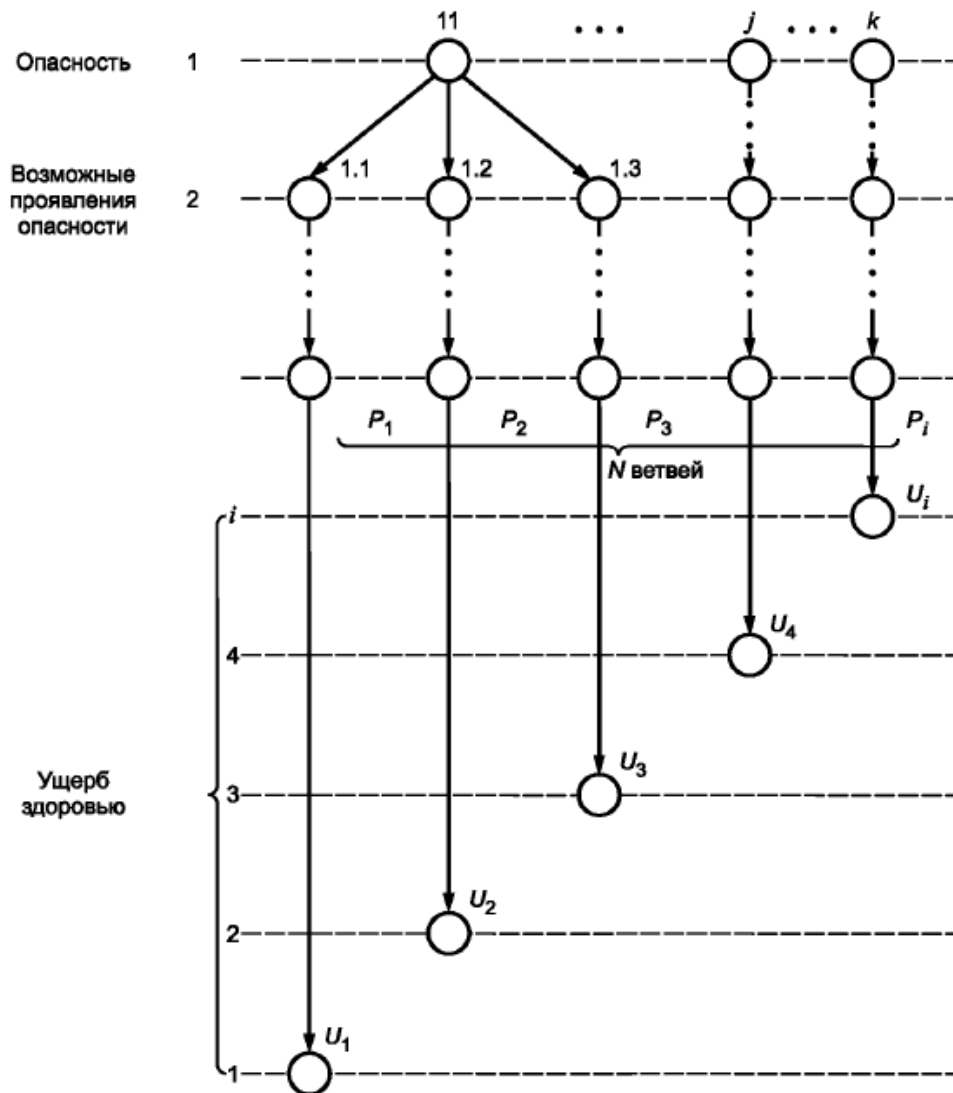 11 • • • j • • • k
Опасность 1
Возможные
проявления
опасности
2
1.1 1.2 1.3
P1 P2 P3 Pi
N ветвей
i Ui
4 U4
Ущерб
здоровью
3 U3
2 U2
1 U1